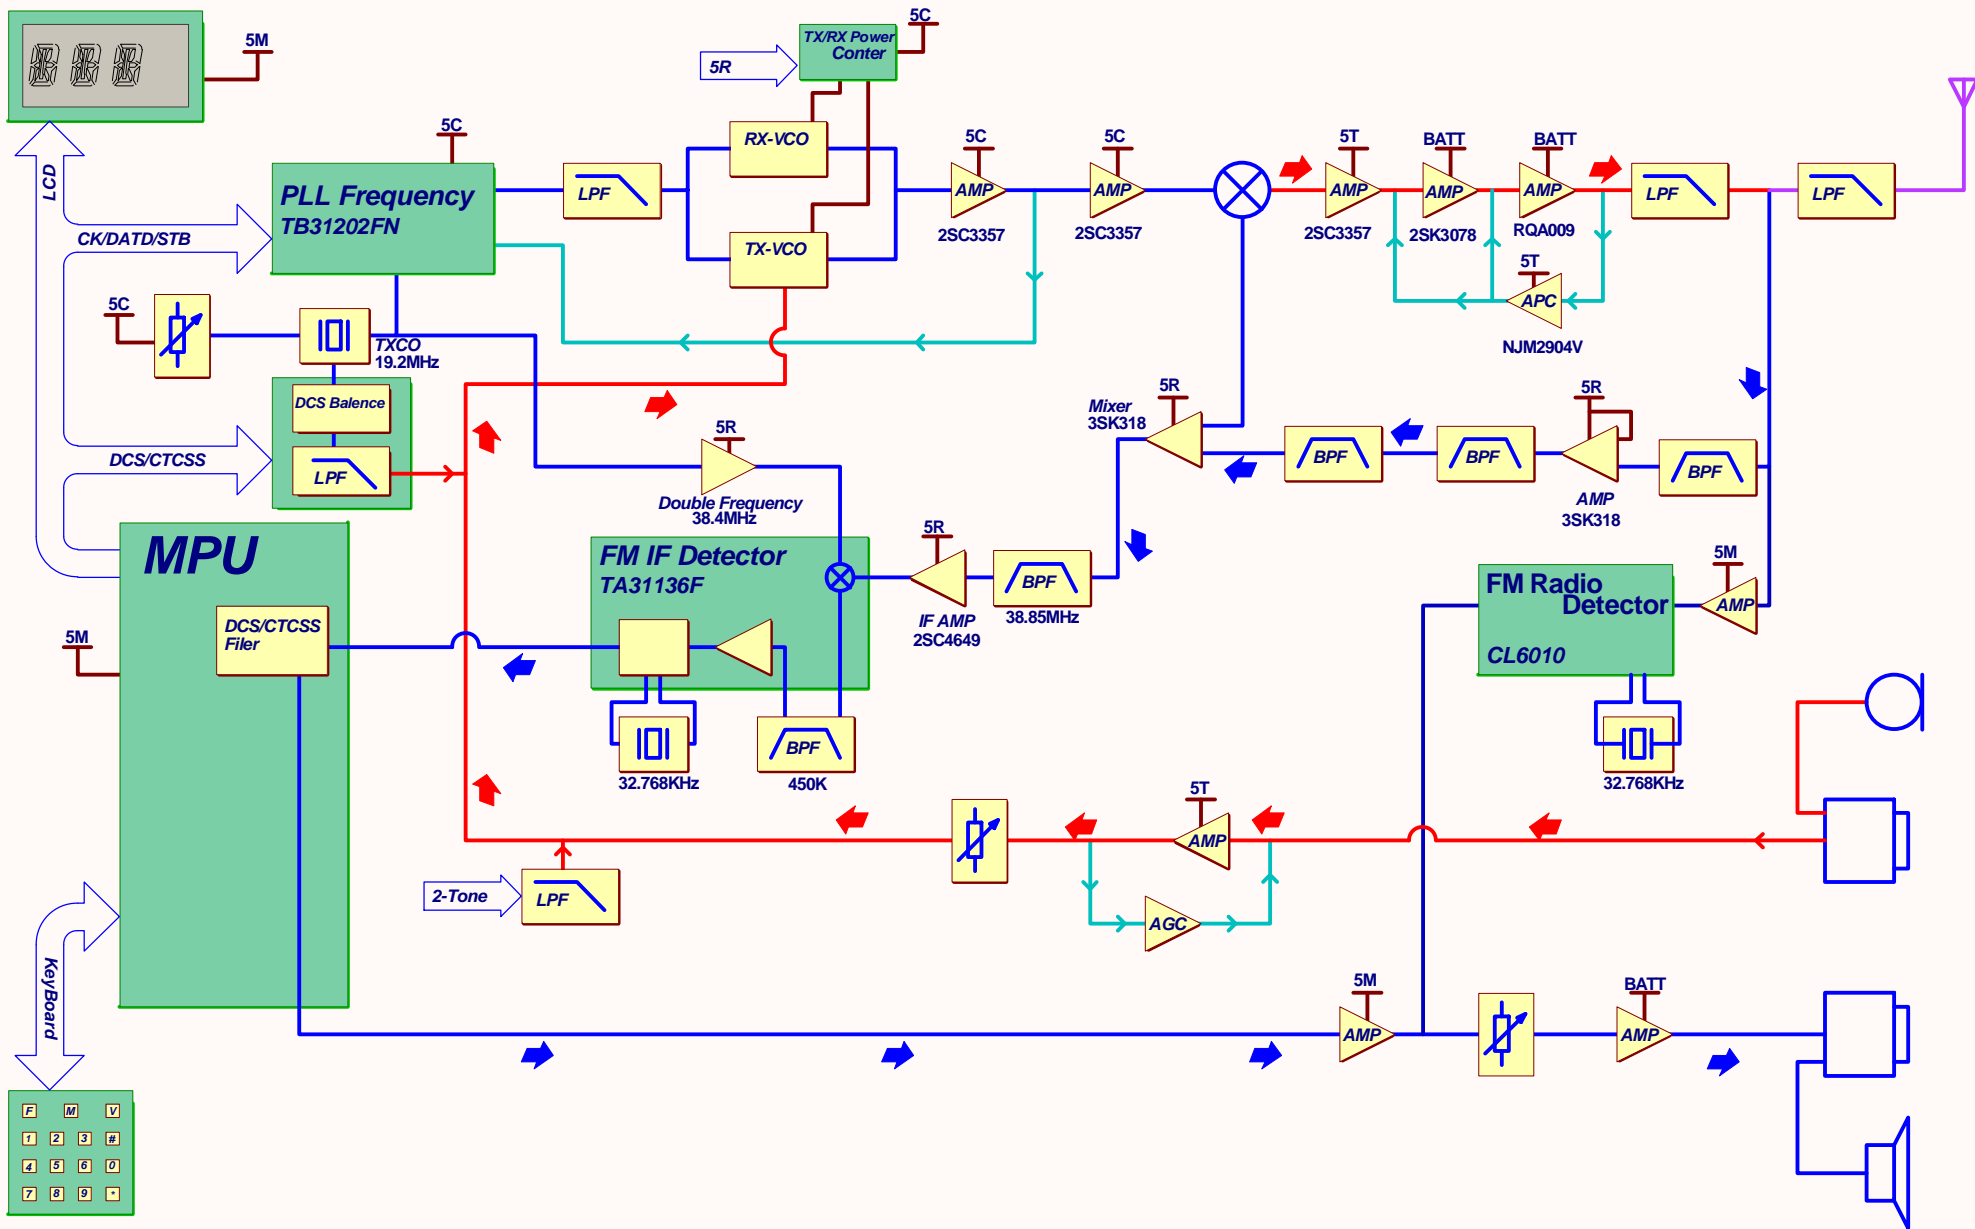 5M
LCD
CK/DATD/STB
DCS/CTCSS
5C
PLL Frequency
TB31202FN
LPF
5R
TX/RX Power
Conter
5C
RX-VCO
TX-VCO
5C
AMP
2SC3357
5C
AMP
2SC3357
5T
AMP
2SC3357
BATT
AMP
2SK3078
BATT
AMP
RQA009
5T
APC
NJM2904V
LPF
LPF
5C
TXCO
19.2MHz
DCS Balence
LPF
5R
Double Frequency
38.4MHz
Mixer
3SK318
5R
BPF
BPF
5R
AMP
3SK318
BPF
MPU
DCS/CTCSS
Filer
5M
FM IF Detector
TA31136F
32.768KHz
BPF
450K
5R
IF AMP
2SC4649
BPF
38.85MHz
FM Radio
Detector
CL6010
32.768KHz
5M
AMP
2-Tone
LPF
5T
AMP
AGC
5M
AMP
BATT
AMP
KeyBoard
F M V
1 2 3 #
4 5 6 0
7 8 9 *